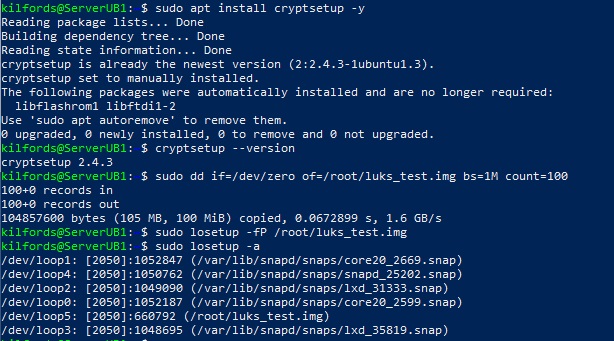 kilfords@ServerUB1:~$ sudo apt install cryptsetup -y
Reading package lists... Done
Building dependency tree... Done
Reading state information... Done
cryptsetup is already the newest version (2:2.4.3-1ubuntu1.3).
cryptsetup set to manually installed.
The following packages were automatically installed and are no longer required:
  libflashrom1 libftdi1-2
Use 'sudo apt autoremove' to remove them.
0 upgraded, 0 newly installed, 0 to remove and 0 not upgraded.
kilfords@ServerUB1:~$ cryptsetup --version
cryptsetup 2.4.3
kilfords@ServerUB1:~$ sudo dd if=/dev/zero of=/root/luks_test.img bs=1M count=100
100+0 records in
100+0 records out
104857600 bytes (105 MB, 100 MiB) copied, 0.0672899 s, 1.6 GB/s
kilfords@ServerUB1:~$ sudo losetup -fP /root/luks_test.img
kilfords@ServerUB1:~$ sudo losetup -a
/dev/loop1: [2050]:1052847 (/var/lib/snapd/snaps/core20_2669.snap)
/dev/loop4: [2050]:1050762 (/var/lib/snapd/snaps/snapd_25202.snap)
/dev/loop2: [2050]:1049090 (/var/lib/snapd/snaps/lxd_31333.snap)
/dev/loop0: [2050]:1052187 (/var/lib/snapd/snaps/core20_2599.snap)
/dev/loop5: [2050]:660792 (/root/luks_test.img)
/dev/loop3: [2050]:1048695 (/var/lib/snapd/snaps/lxd_35819.snap)
kilfords@ServerUB1:~$